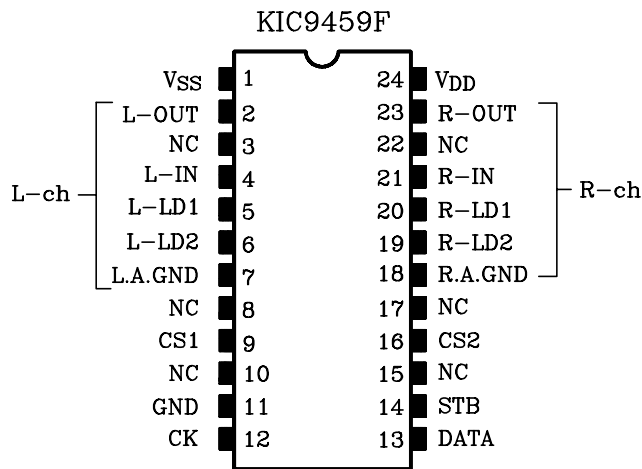 KIC9459F
VSS 1 24 VDD
L-OUT 2 23 R-OUT
NC 3 22 NC
L-IN 4 21 R-IN
L-ch L-LD1 5 20 R-LD1 R-ch
L-LD2 6 19 R-LD2
L.A.GND 7 18 R.A.GND
NC 8 17 NC
CS1 9 16 CS2
NC 10 15 NC
GND 11 14 STB
CK 12 13 DATA